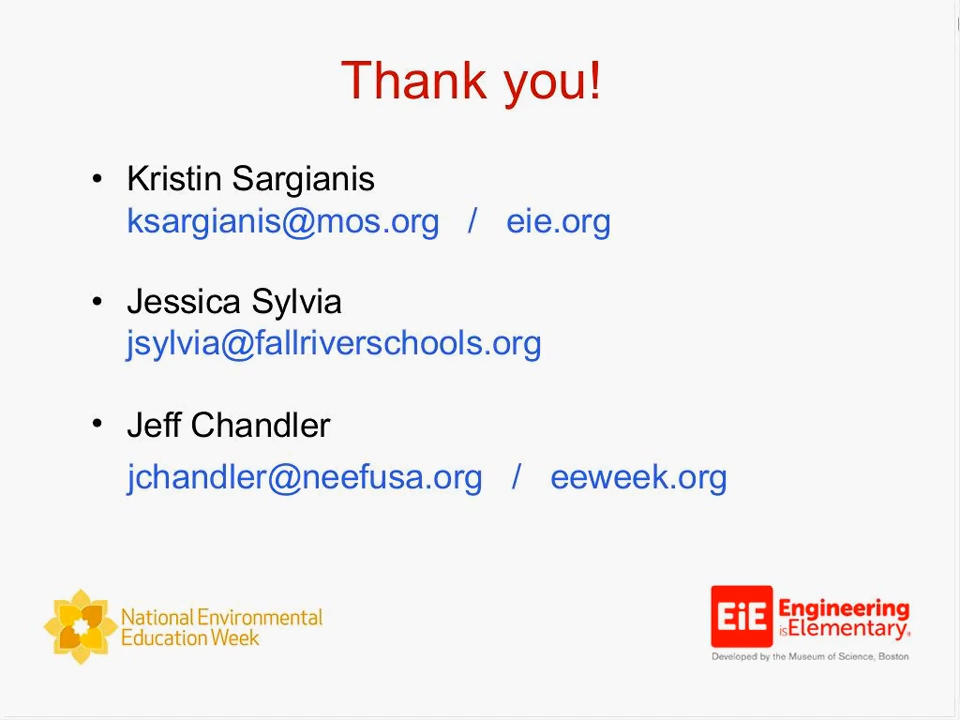 Thank you!
• Kristin Sargianis
ksargianis@mos.org / eie.org
• Jessica Sylvia
jsylvia@fallriverschools.org
• Jeff Chandler
jchandler@neefusa.org / eeweek.org
National Environmental
Education Week
EiE Engineering
is Elementary®
Developed by the Museum of Science, Boston